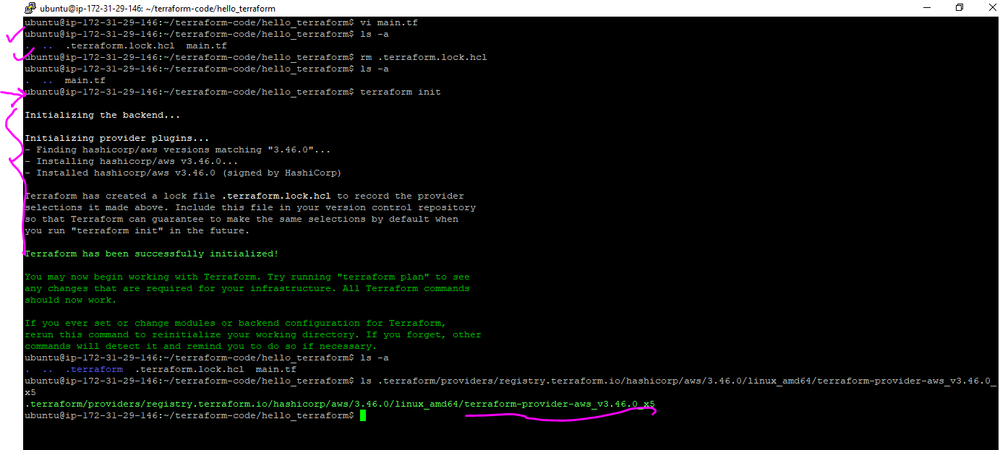 ubuntu@ip-172-31-29-146: ~/terraform-code/hello_terraform
ubuntu@ip-172-31-29-146:~/terraform-code/hello_terraform$ vi main.tf
ubuntu@ip-172-31-29-146:~/terraform-code/hello_terraform$ ls -a
.  ..  .terraform.lock.hcl  main.tf
ubuntu@ip-172-31-29-146:~/terraform-code/hello_terraform$ rm .terraform.lock.hcl
ubuntu@ip-172-31-29-146:~/terraform-code/hello_terraform$ ls -a
.  ..  main.tf
ubuntu@ip-172-31-29-146:~/terraform-code/hello_terraform$ terraform init
Initializing the backend...
Initializing provider plugins...
- Finding hashicorp/aws versions matching "3.46.0"...
- Installing hashicorp/aws v3.46.0...
- Installed hashicorp/aws v3.46.0 (signed by HashiCorp)
Terraform has created a lock file .terraform.lock.hcl to record the provider
selections it made above. Include this file in your version control repository
so that Terraform can guarantee to make the same selections by default when
you run "terraform init" in the future.
Terraform has been successfully initialized!
You may now begin working with Terraform. Try running "terraform plan" to see
any changes that are required for your infrastructure. All Terraform commands
should now work.
If you ever set or change modules or backend configuration for Terraform,
rerun this command to reinitialize your working directory. If you forget, other
commands will detect it and remind you to do so if necessary.
ubuntu@ip-172-31-29-146:~/terraform-code/hello_terraform$ ls -a
.  ..  .terraform  .terraform.lock.hcl  main.tf
ubuntu@ip-172-31-29-146:~/terraform-code/hello_terraform$ ls .terraform/providers/registry.terraform.io/hashicorp/aws/3.46.0/linux_amd64/terraform-provider-aws_v3.46.0_
x5
.terraform/providers/registry.terraform.io/hashicorp/aws/3.46.0/linux_amd64/terraform-provider-aws_v3.46.0_x5
ubuntu@ip-172-31-29-146:~/terraform-code/hello_terraform$